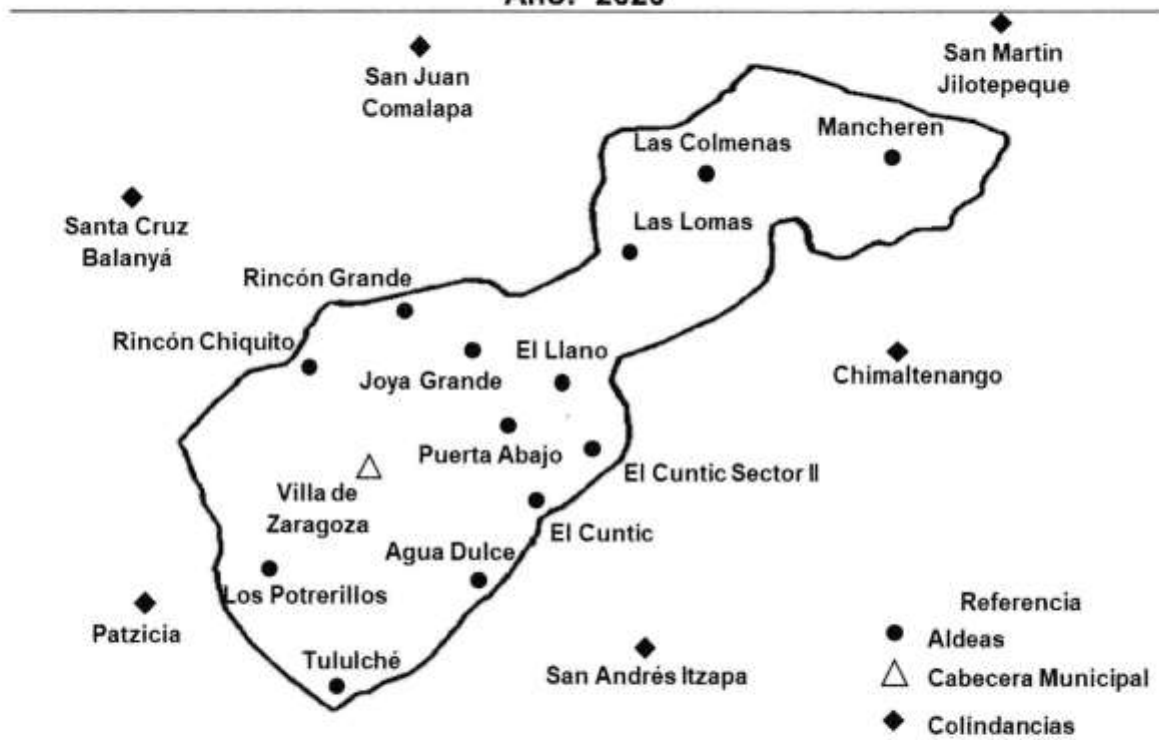 San Martin
Jilotepeque
San Juan
Comalapa
Mancheren
Las Colmenas
Santa Cruz
Balanyá
Las Lomas
Rincón Grande
Rincón Chiquito
El Llano
Joya Grande
Chimaltenango
Puerta Abajo
El Cuntic Sector II
Villa de
Zaragoza
El Cuntic
Agua Dulce
Los Potrerillos
Patzicia
Tululché
San Andrés Itzapa
Referencia
Aldeas
Cabecera Municipal
Colindancias